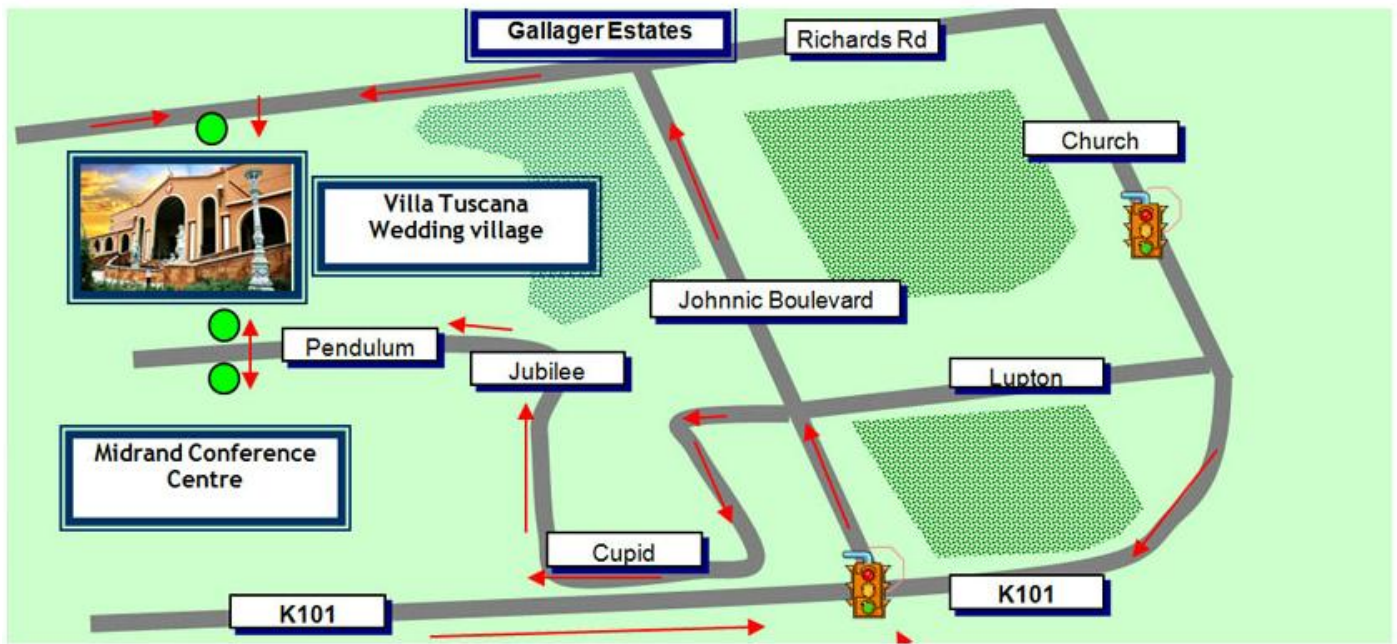 Gallager Estates
Richards Rd
Church
Villa Tuscana
Wedding village
Johnnic Boulevard
Pendulum
Jubilee
Lupton
Midrand Conference
Centre
Cupid
K101
K101